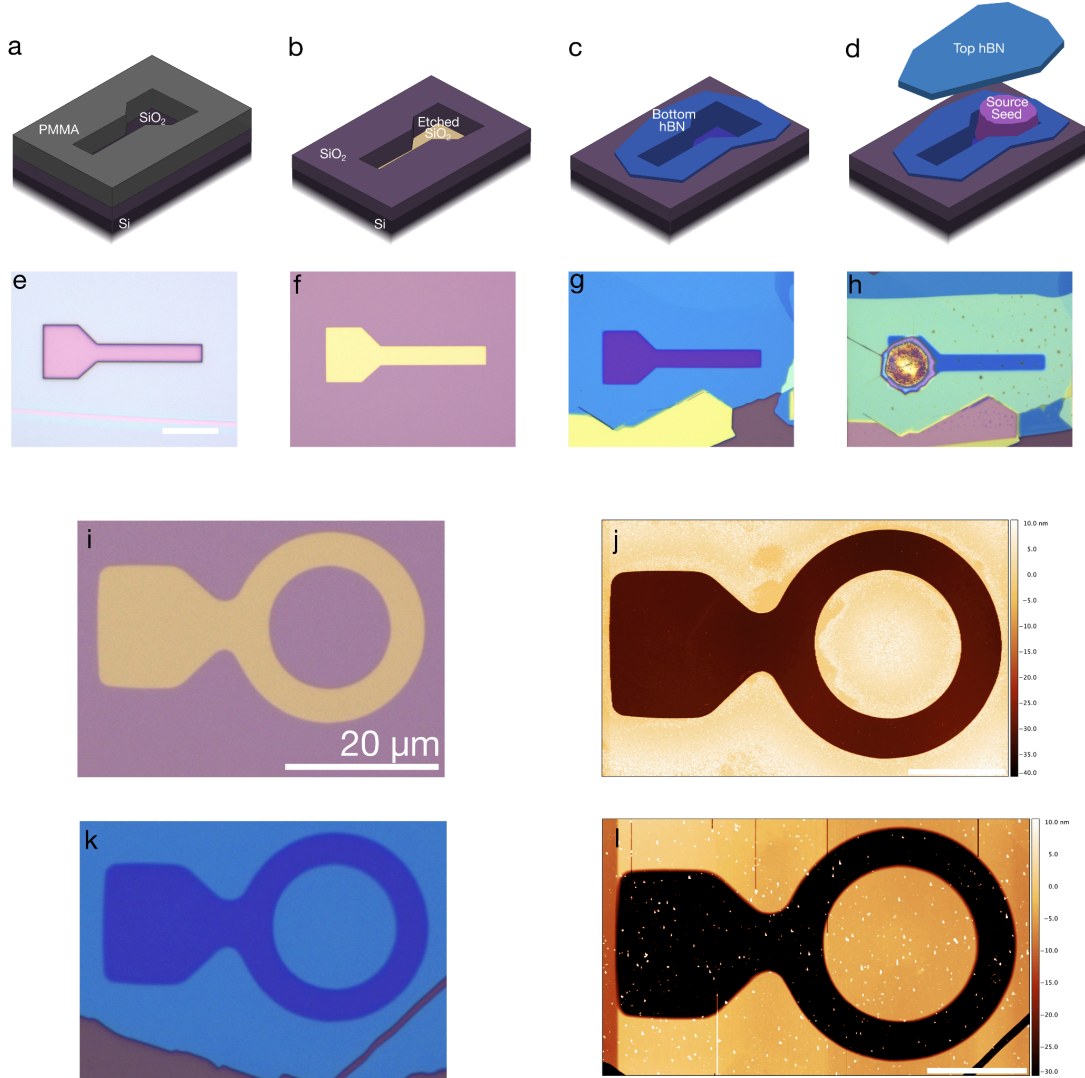 a
b
c
d
PMMA
SiO₂
Si
SiO₂
Etched
SiO₂
Si
Bottom
hBN
Top hBN
Source
Seed
e
f
g
h
i
20 µm
j
10.0 nm
5.0
0.0
−5.0
−10.0
−15.0
−20.0
−25.0
−30.0
−35.0
−40.0
k
l
10.0 nm
5.0
0.0
−5.0
−10.0
−15.0
−20.0
−25.0
−30.0